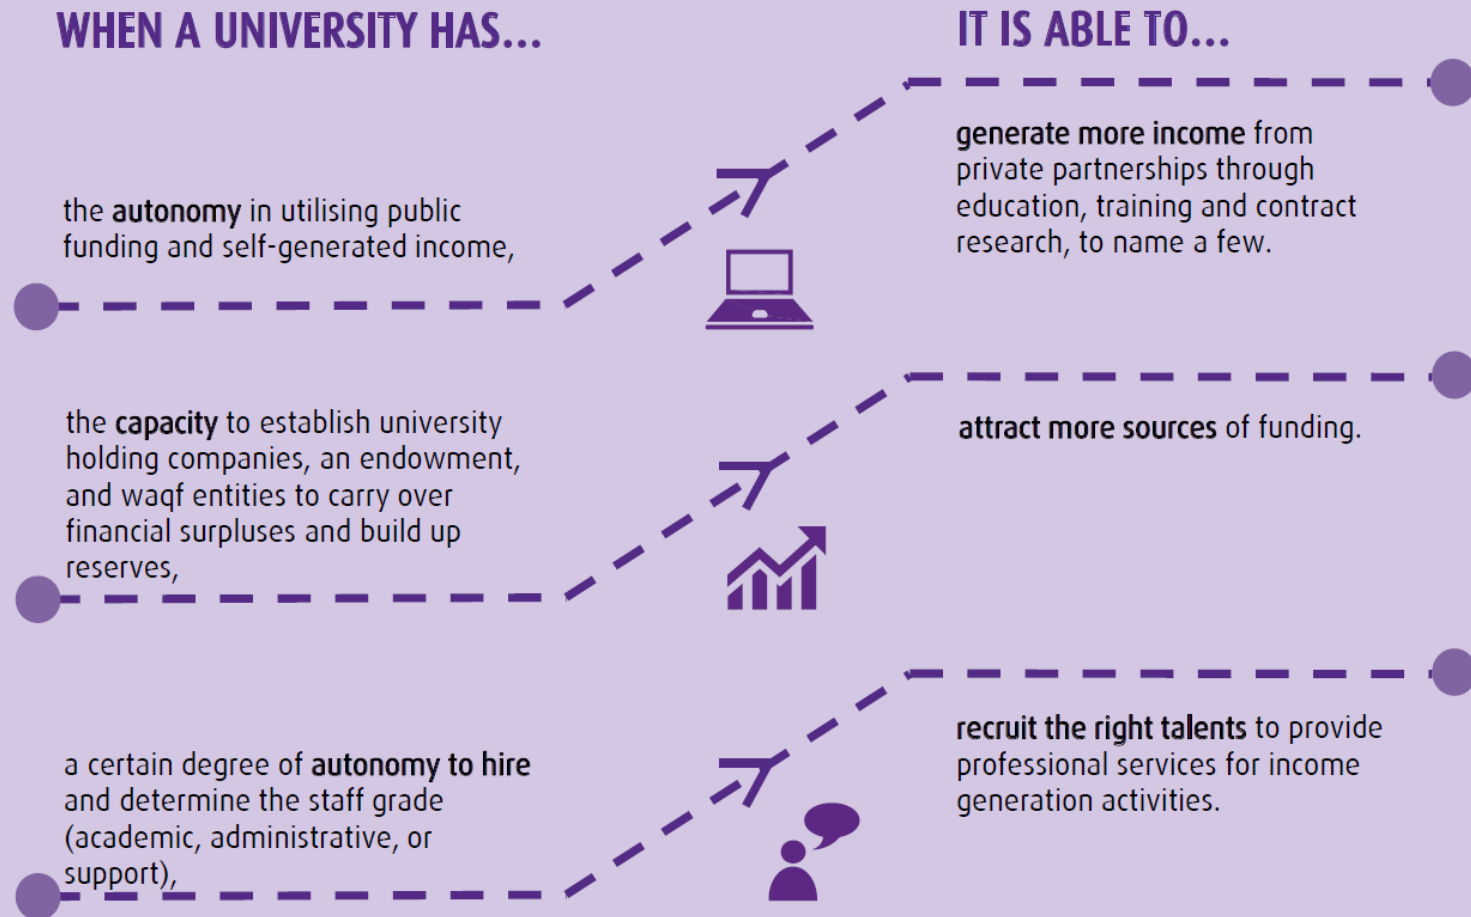 WHEN A UNIVERSITY HAS...
IT IS ABLE TO...
the autonomy in utilising public
funding and self-generated income,
generate more income from
private partnerships through
education, training and contract
research, to name a few.
the capacity to establish university
holding companies, an endowment,
and waqf entities to carry over
financial surpluses and build up
reserves,
attract more sources of funding.
a certain degree of autonomy to hire
and determine the staff grade
(academic, administrative, or
support),
recruit the right talents to provide
professional services for income
generation activities.